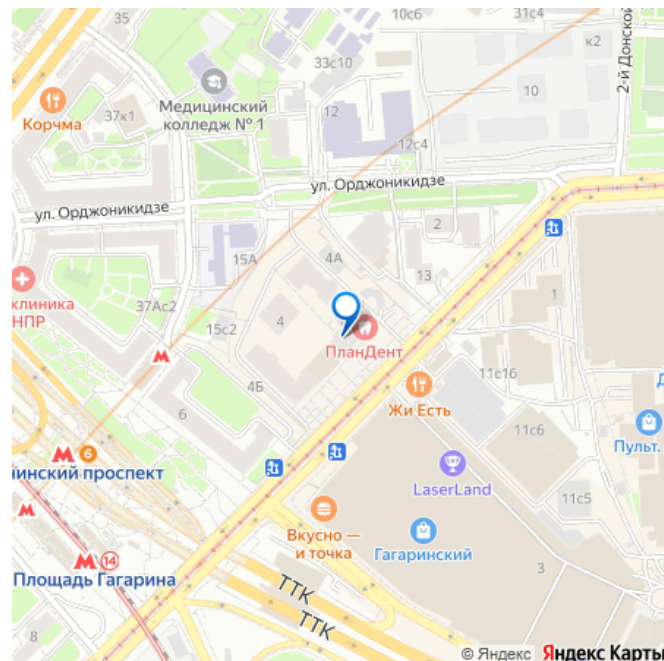 35
10с6
31с4
к2
33с10
2-й Донской
Медицинский
колледж № 1
Корчма
37к1
12
10
12с4
ул. Орджоникидзе
ул. Орджоникидзе
2
15А
4А
13
клиника
НПР
37Ас2
1
15с2
4
ПланДент
11с16
4Б
Жи Есть
6
11с6
Пульт.
6
нинский проспект
LaserLand
11с5
Вкусно —
и точка
Гагаринский
14
Площадь Гагарина
3
ТТК
ТТК
8
© Яндекс Яндекс Карты